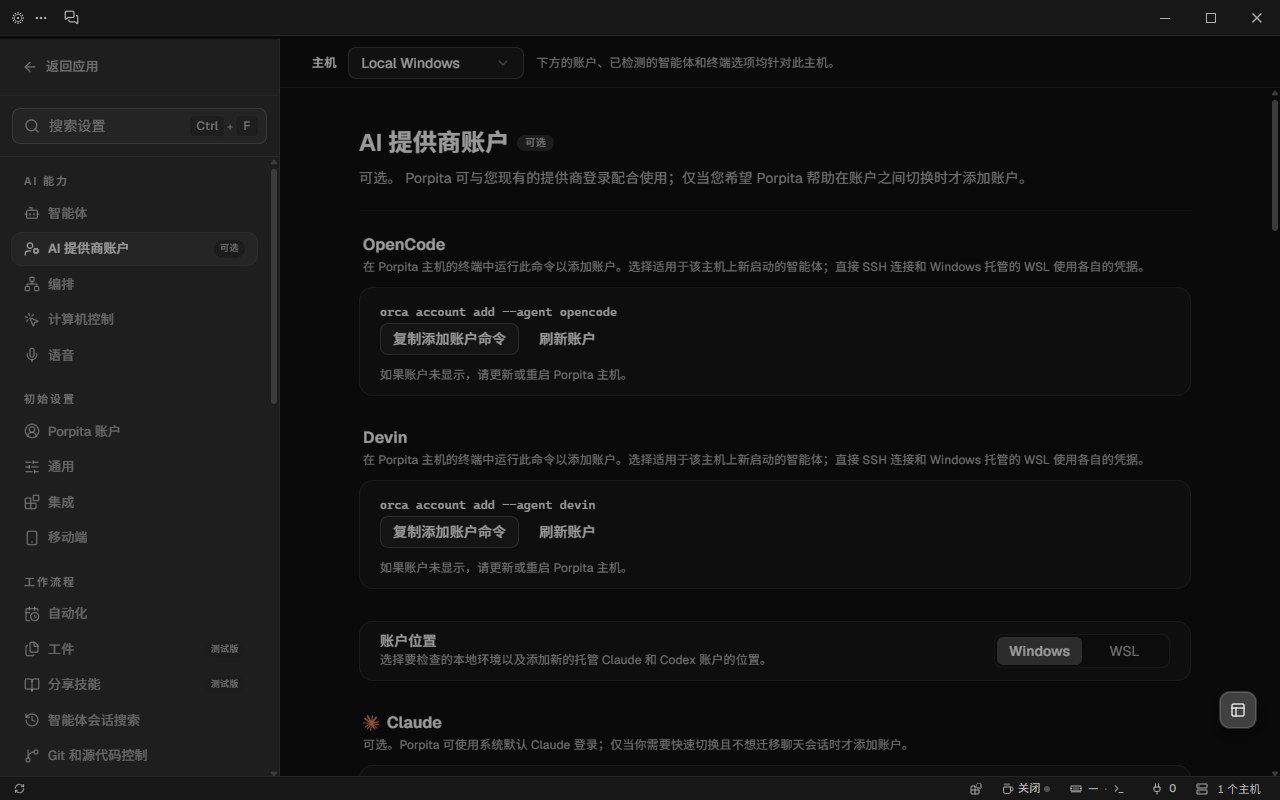 返回应用
搜索设置 Ctrl + F
AI 能力
智能体
AI 提供商账户 可选
编排
计算机控制
语音
初始设置
Porpita 账户
通用
集成
移动端
工作流程
自动化
工件 测试版
分享技能 测试版
智能体会话搜索
Git 和源代码控制
主机 Local Windows 下方的账户、已检测的智能体和终端选项均针对此主机。
AI 提供商账户 可选
可选。 Porpita 可与您现有的提供商登录配合使用；仅当您希望 Porpita 帮助在账户之间切换时才添加账户。
OpenCode
在 Porpita 主机的终端中运行此命令以添加账户。选择适用于该主机上新启动的智能体；直接 SSH 连接和 Windows 托管的 WSL 使用各自的凭据。
orca account add --agent opencode
复制添加账户命令 刷新账户
如果账户未显示，请更新或重启 Porpita 主机。
Devin
在 Porpita 主机的终端中运行此命令以添加账户。选择适用于该主机上新启动的智能体；直接 SSH 连接和 Windows 托管的 WSL 使用各自的凭据。
orca account add --agent devin
复制添加账户命令 刷新账户
如果账户未显示，请更新或重启 Porpita 主机。
账户位置
选择要检查的本地环境以及添加新的托管 Claude 和 Codex 账户的位置。
Windows WSL
Claude
可选。Porpita 可使用系统默认 Claude 登录；仅当你需要快速切换且不想迁移聊天会话时才添加账户。
关闭 — · 0 1 个主机